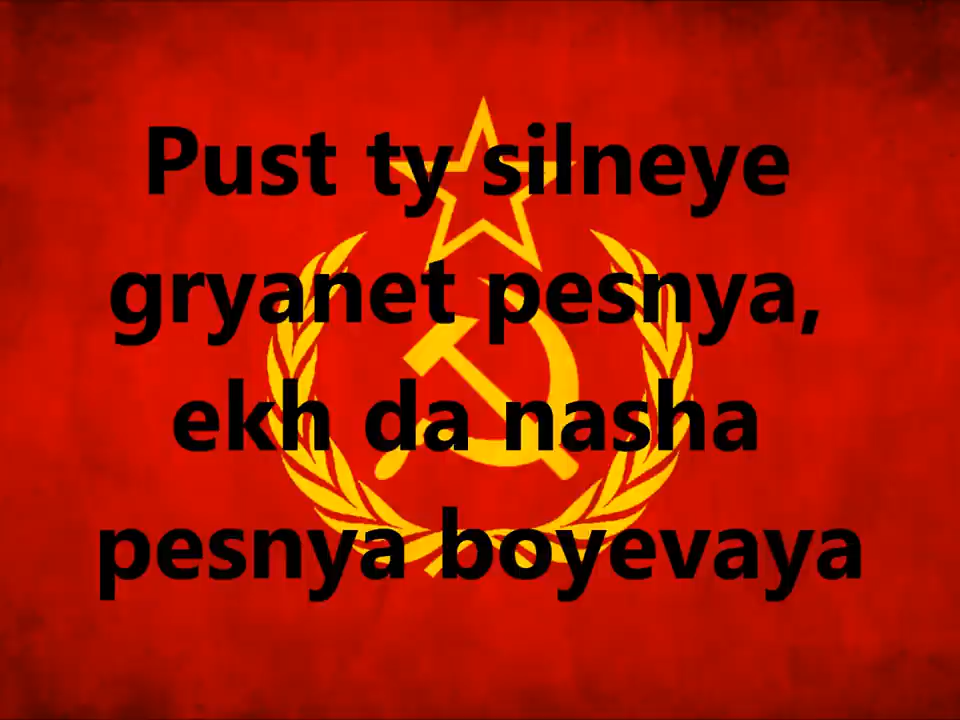 Pust ty silneye
gryanet pesnya,
ekh da nasha
pesnya boyevaya